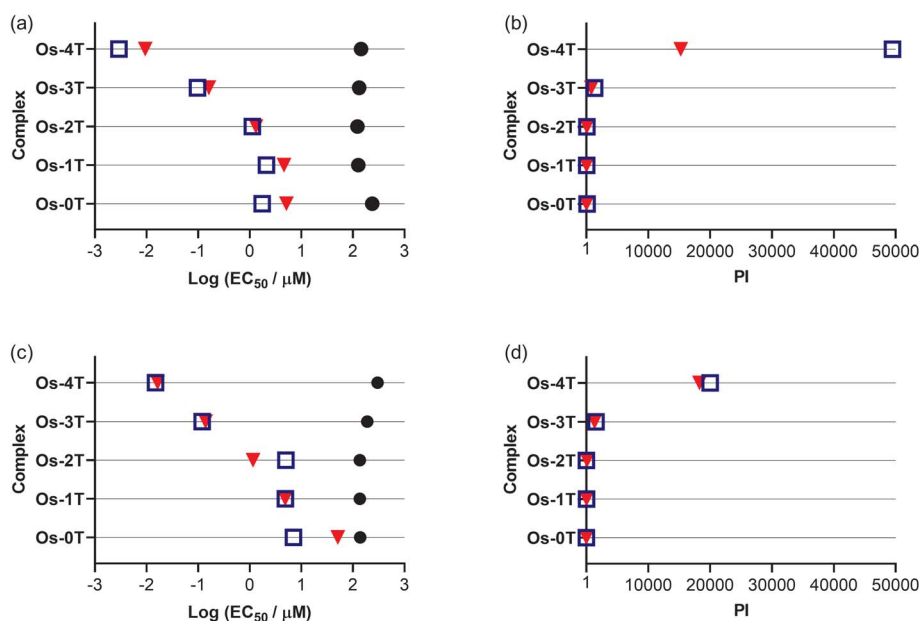 (a)
Complex
Os-4T
Os-3T
Os-2T
Os-1T
Os-0T
-3 -2 -1 0 1 2 3
Log (EC50 / μM)
(b)
Complex
Os-4T
Os-3T
Os-2T
Os-1T
Os-0T
1 10000 20000 30000 40000 50000
PI
(c)
Complex
Os-4T
Os-3T
Os-2T
Os-1T
Os-0T
-3 -2 -1 0 1 2 3
Log (EC50 / μM)
(d)
Complex
Os-4T
Os-3T
Os-2T
Os-1T
Os-0T
1 10000 20000 30000 40000 50000
PI